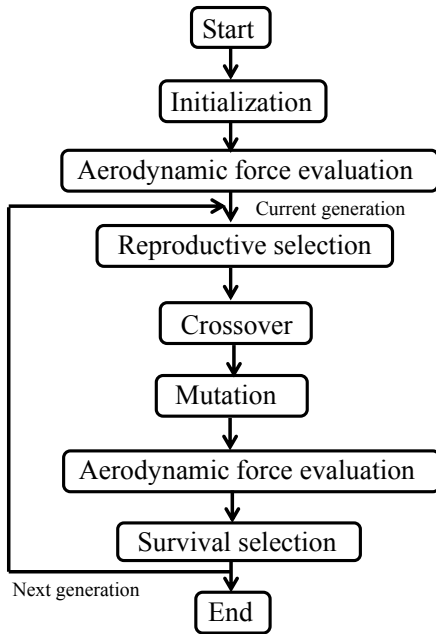 Start
Initialization
Aerodynamic force evaluation
Current generation
Reproductive selection
Crossover
Mutation
Aerodynamic force evaluation
Survival selection
Next generation
End